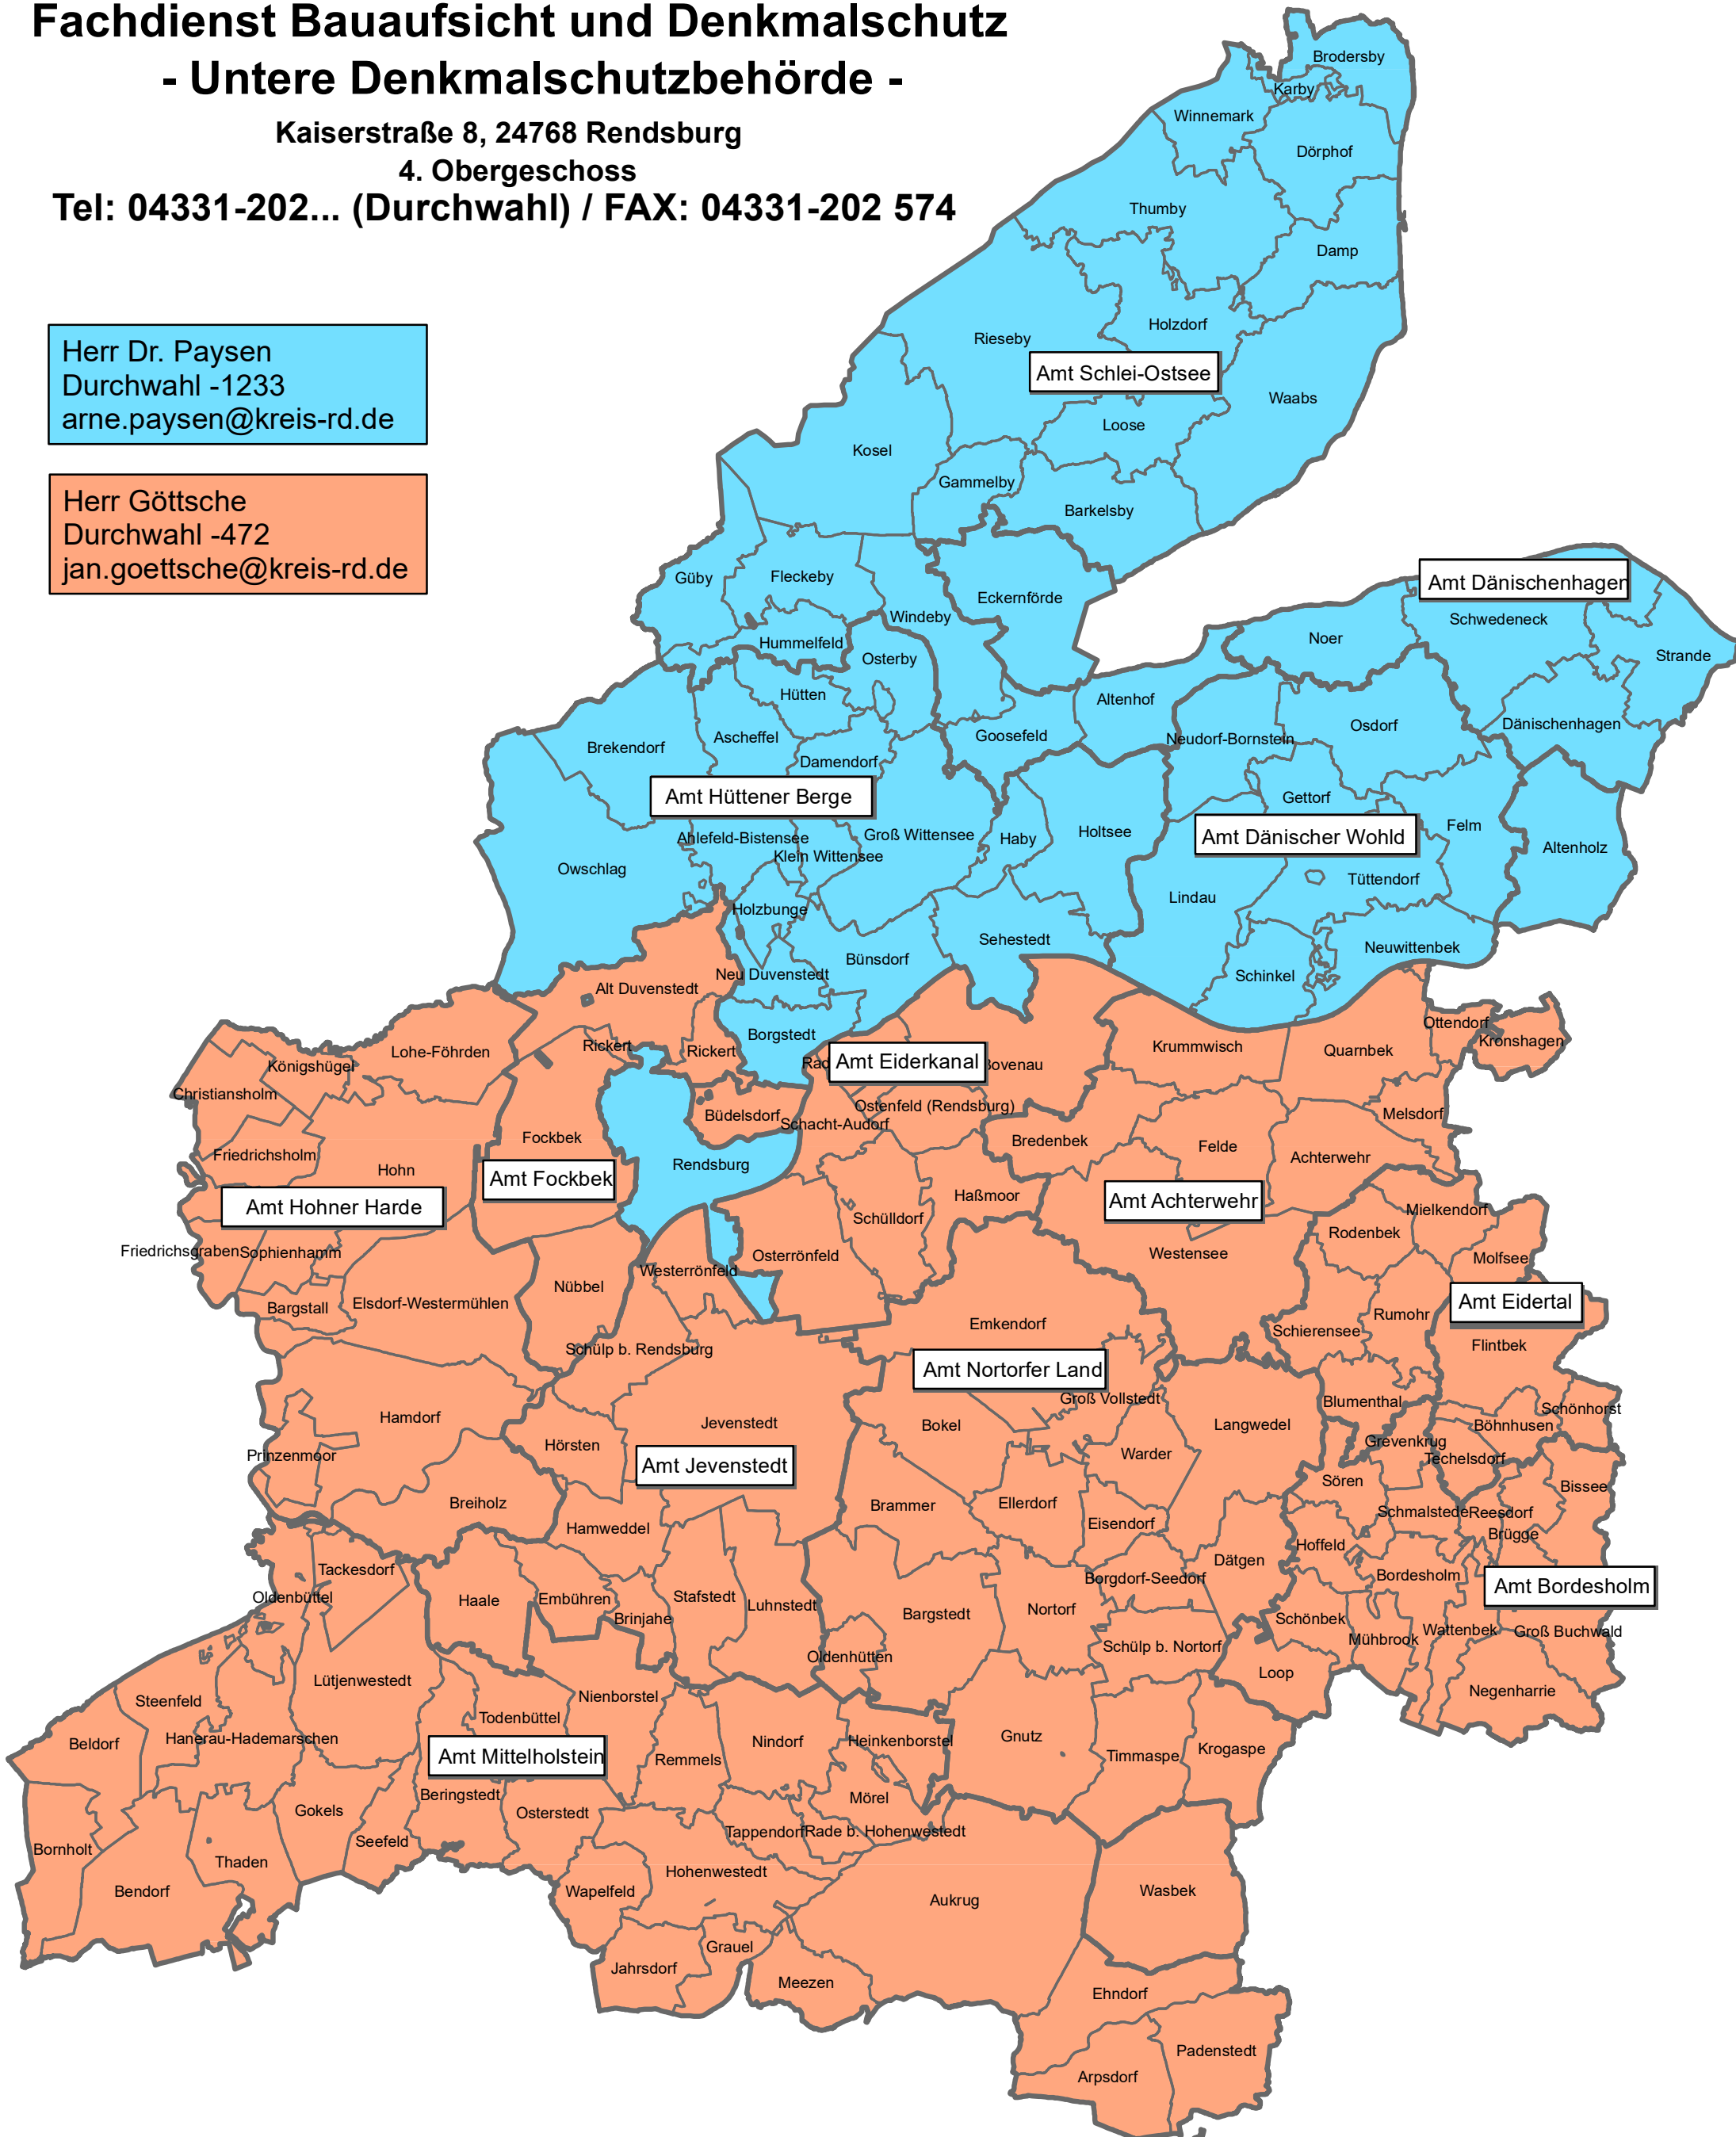 Fachdienst Bauaufsicht und Denkmalschutz
- Untere Denkmalschutzbehörde -
Kaiserstraße 8, 24768 Rendsburg
4. Obergeschoss
Tel: 04331-202... (Durchwahl) / FAX: 04331-202 574
Herr Dr. Paysen
Durchwahl -1233
arne.paysen@kreis-rd.de
Herr Göttsche
Durchwahl -472
jan.goettsche@kreis-rd.de
Brodersby
Karby
Winnemark
Dörphof
Thumby
Damp
Holzdorf
Rieseby
Amt Schlei-Ostsee
Waabs
Loose
Kosel
Gammelby
Barkelsby
Güby
Fleckeby
Eckernförde
Windeby
Hummelfeld
Osterby
Amt Dänischenhagen
Schwedeneck
Noer
Strande
Hütten
Altenhof
Dänischenhagen
Osdorf
Ascheffel
Goosefeld
Neudorf-Bornstein
Brekendorf
Damendorf
Amt Hüttener Berge
Gettorf
Amt Dänischer Wohld
Felm
Ahlefeld-Bistensee
Groß Wittensee
Haby
Holtsee
Altenholz
Klein Wittensee
Owschlag
Tüttendorf
Lindau
Holzbunge
Sehestedt
Neuwittenbek
Bünsdorf
Neu Duvenstedt
Schinkel
Alt Duvenstedt
Borgstedt
Ottendorf
Kronshagen
Rickert
Rickert
Lohe-Föhrden
Krummwisch
Quarnbek
Königshügel
Rad
Amt Eiderkanal
Bovenau
Christiansholm
Ostenfeld (Rendsburg)
Büdelsdorf
Schacht-Audorf
Melsdorf
Fockbek
Bredenbek
Felde
Friedrichsholm
Hohn
Rendsburg
Achterwehr
Amt Fockbek
Haßmoor
Amt Achterwehr
Amt Hohner Harde
Schülldorf
Mielkendorf
Rodenbek
Friedrichsgraben
Sophienhamm
Osterrönfeld
Westensee
Molfsee
Westerrönfeld
Nübbel
Bargstall
Elsdorf-Westermühlen
Amt Eidertal
Rumohr
Emkendorf
Schierensee
Schülp b. Rendsburg
Flintbek
Amt Nortorfer Land
Groß Vollstedt
Blumenthal
Schönhorst
Hamdorf
Jevenstedt
Bokel
Langwedel
Böhnhusen
Hörsten
Grevenkrug
Prinzenmoor
Warder
Techelsdorf
Amt Jevenstedt
Sören
Bissee
Breiholz
Brammer
Ellerdorf
Schmalstede
Reesdorf
Hamweddel
Eisendorf
Brügge
Hoffeld
Dätgen
Tackesdorf
Borgdorf-Seedorf
Bordesholm
Amt Bordesholm
Oldenbüttel
Haale
Embühren
Stafstedt
Luhnstedt
Bargstedt
Nortorf
Brinjahe
Schönbek
Wattenbek
Groß Buchwald
Mühbrook
Schülp b. Nortorf
Oldenhütten
Loop
Lütjenwestedt
Negenharrie
Nienborstel
Steenfeld
Todenbüttel
Gnutz
Hanerau-Hademarschen
Nindorf
Heinkenborstel
Beldorf
Krogaspe
Amt Mittelholstein
Remmels
Timmaspe
Beringstedt
Mörel
Gokels
Osterstedt
Tappendorf
Rade b. Hohenwestedt
Seefeld
Bornholt
Thaden
Hohenwestedt
Bendorf
Wapelfeld
Aukrug
Wasbek
Grauel
Jahrsdorf
Meezen
Ehndorf
Padenstedt
Arpsdorf